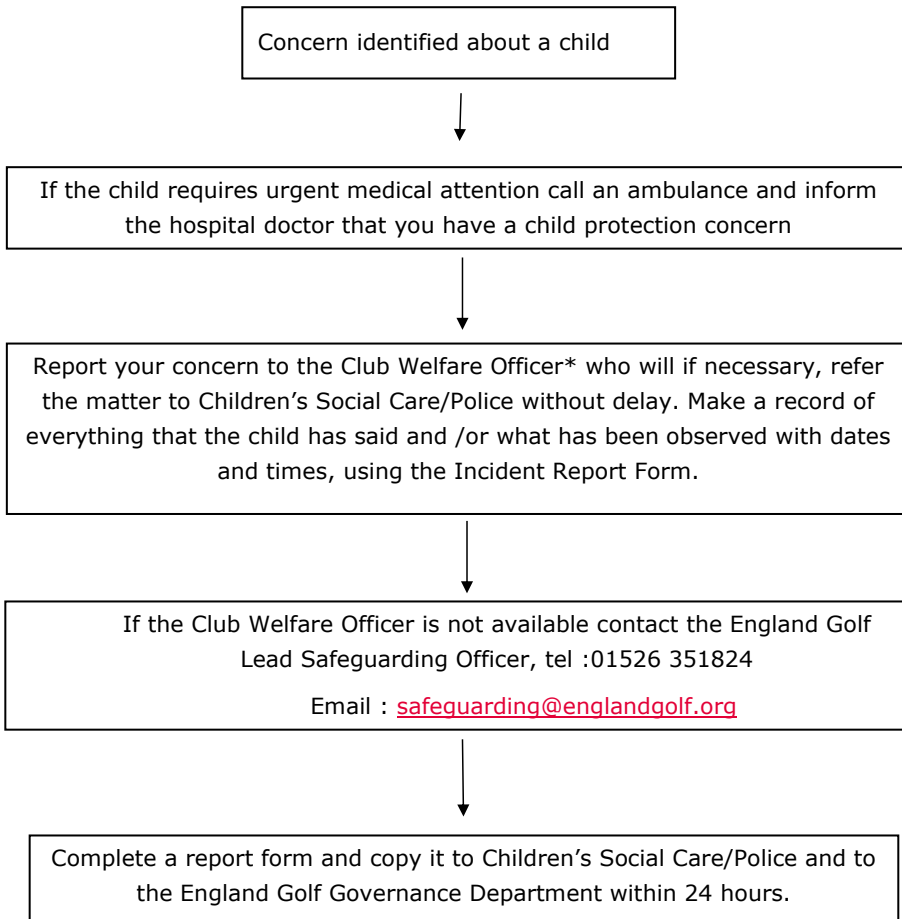 Concern identified about a child
If the child requires urgent medical attention call an ambulance and inform
the hospital doctor that you have a child protection concern
Report your concern to the Club Welfare Officer* who will if necessary, refer
the matter to Children’s Social Care/Police without delay. Make a record of
everything that the child has said and /or what has been observed with dates
and times, using the Incident Report Form.
If the Club Welfare Officer is not available contact the England Golf
Lead Safeguarding Officer, tel :01526 351824
Email : safeguarding@englandgolf.org
Complete a report form and copy it to Children’s Social Care/Police and to
the England Golf Governance Department within 24 hours.